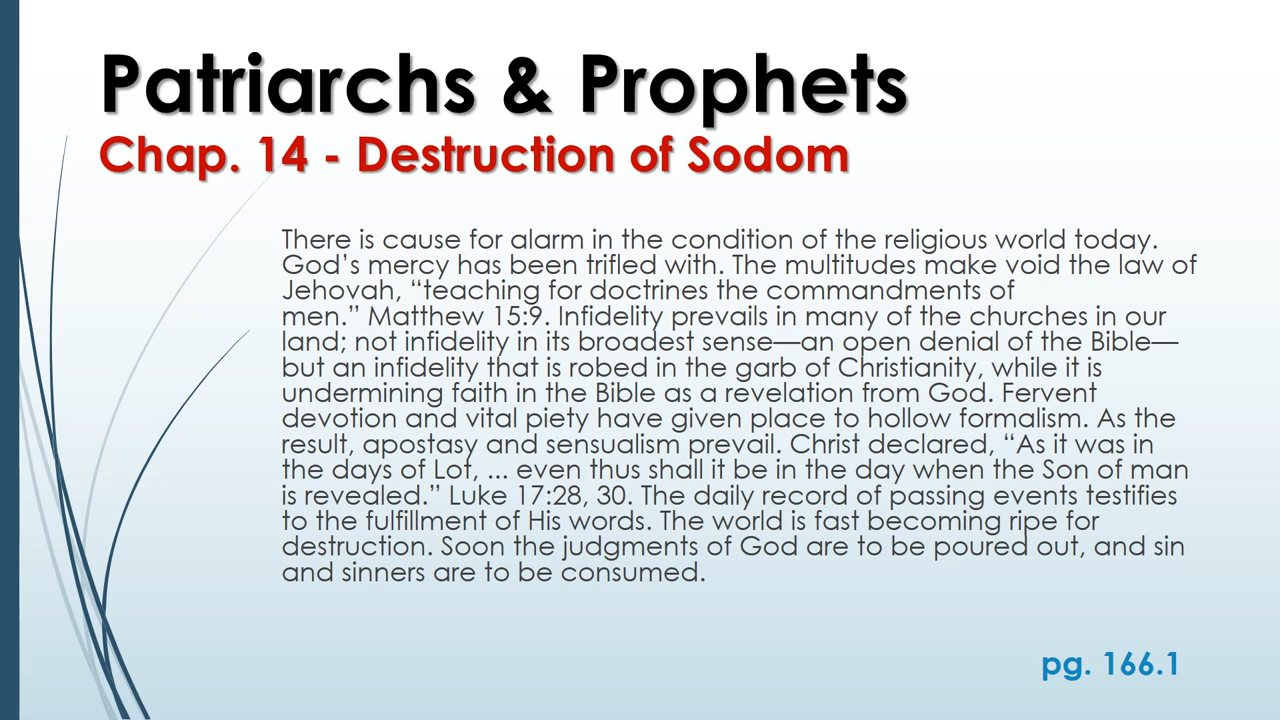 Patriarchs & Prophets
Chap. 14 - Destruction of Sodom
There is cause for alarm in the condition of the religious world today.
God’s mercy has been trifled with. The multitudes make void the law of
Jehovah, “teaching for doctrines the commandments of
men.” Matthew 15:9. Infidelity prevails in many of the churches in our
land; not infidelity in its broadest sense—an open denial of the Bible—
but an infidelity that is robed in the garb of Christianity, while it is
undermining faith in the Bible as a revelation from God. Fervent
devotion and vital piety have given place to hollow formalism. As the
result, apostasy and sensualism prevail. Christ declared, “As it was in
the days of Lot, ... even thus shall it be in the day when the Son of man
is revealed.” Luke 17:28, 30. The daily record of passing events testifies
to the fulfillment of His words. The world is fast becoming ripe for
destruction. Soon the judgments of God are to be poured out, and sin
and sinners are to be consumed.
pg. 166.1